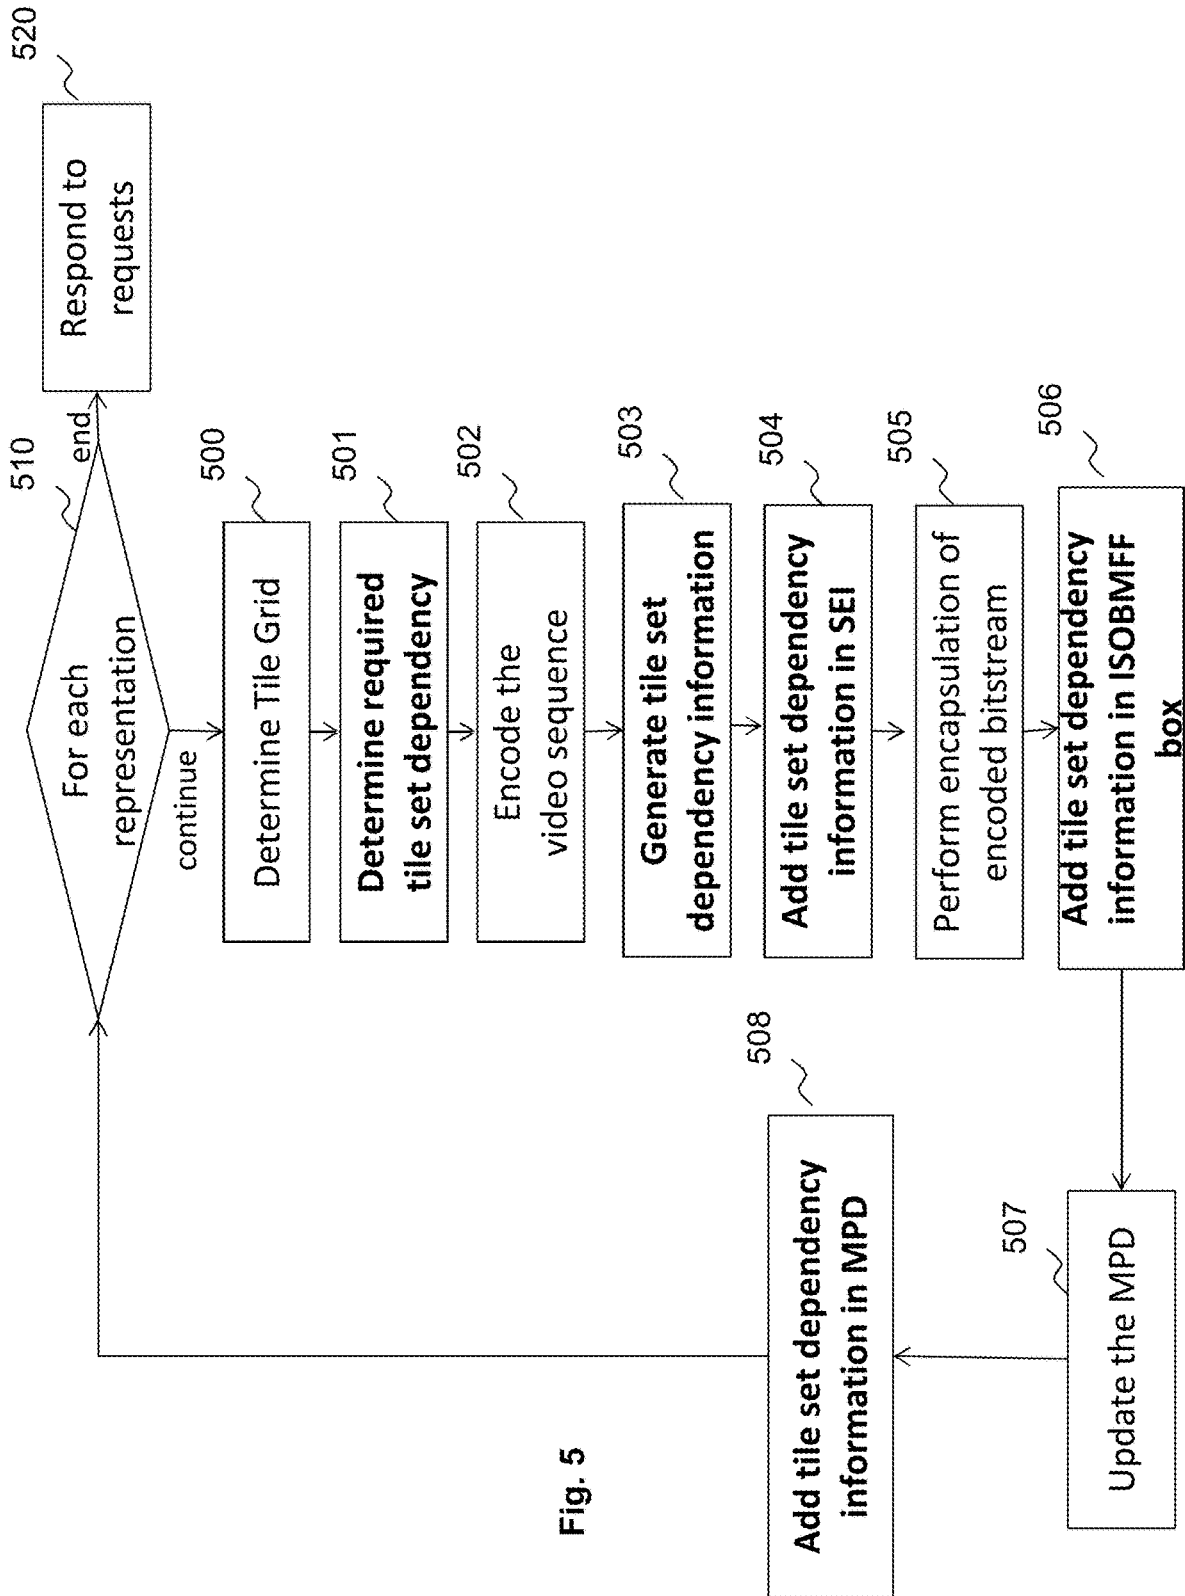 520
Respond to
requests
510
end
For each
representation
continue
500
Determine Tile Grid
501
Determine required
tile set dependency
502
Encode the
video sequence
503
Generate tile set
dependency information
504
Add tile set dependency
information in SEI
505
Perform encapsulation of
encoded bitstream
506
Add tile set dependency
information in ISOBMFF
box
507
Update the MPD
508
Add tile set dependency
information in MPD
Fig. 5